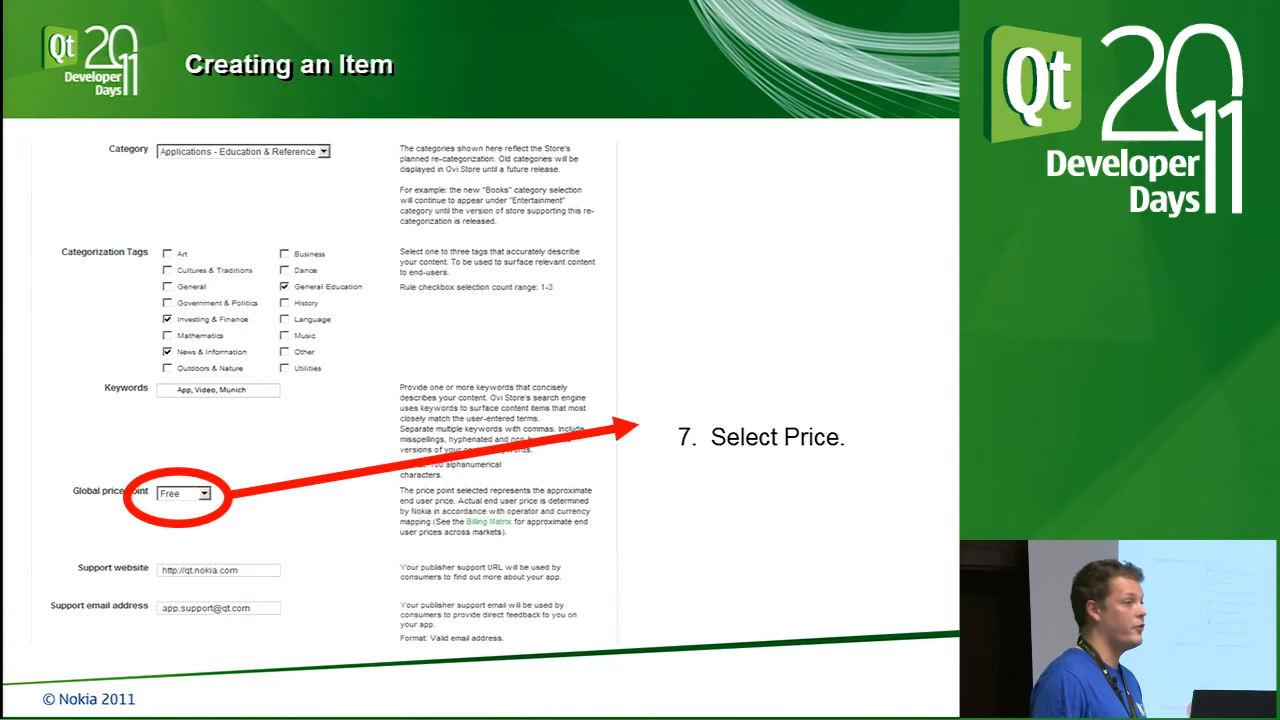 Qt 2011
Developer
Days
Creating an Item
Category
Applications - Education & Reference
The categories shown here reflect the Store's
planned re-categorization. Old categories will be
displayed in Ovi Store until a future release.
For example: the new "Books" category selection
will continue to appear under "Entertainment"
category until the version of store supporting this re-
categorization is released.
Categorization Tags
Art
Business
Cultures & Traditions
Dance
General
General Education
Government & Politics
History
Investing & Finance
Language
Mathematics
Music
News & Information
Other
Outdoors & Nature
Utilities
Select one to three tags that accurately describe
your content. To be used to surface relevant content
to end-users.
Rule checkbox selection count range: 1-3
Keywords
App, Video, Munich
Provide one or more keywords that concisely
describes your content. Ovi Store's search engine
uses keywords to surface content items that most
closely match the user-entered terms.
Separate multiple keywords with commas. Include
misspellings, hyphenated and
versions of your
alphanumerical
characters.
7. Select Price.
Global price point
Free
The price point selected represents the approximate
end user price. Actual end user price is determined
by Nokia in accordance with operator and currency
mapping (See the Billing Matrix for approximate end
user prices across markets).
Support website
http://qt.nokia.com
Your publisher support URL will be used by
consumers to find out more about your app.
Support email address
app.support@qt.com
Your publisher support email will be used by
consumers to provide direct feedback to you on
your app.
Format: Valid email address.
© Nokia 2011
Qt 2011
Developer
Days